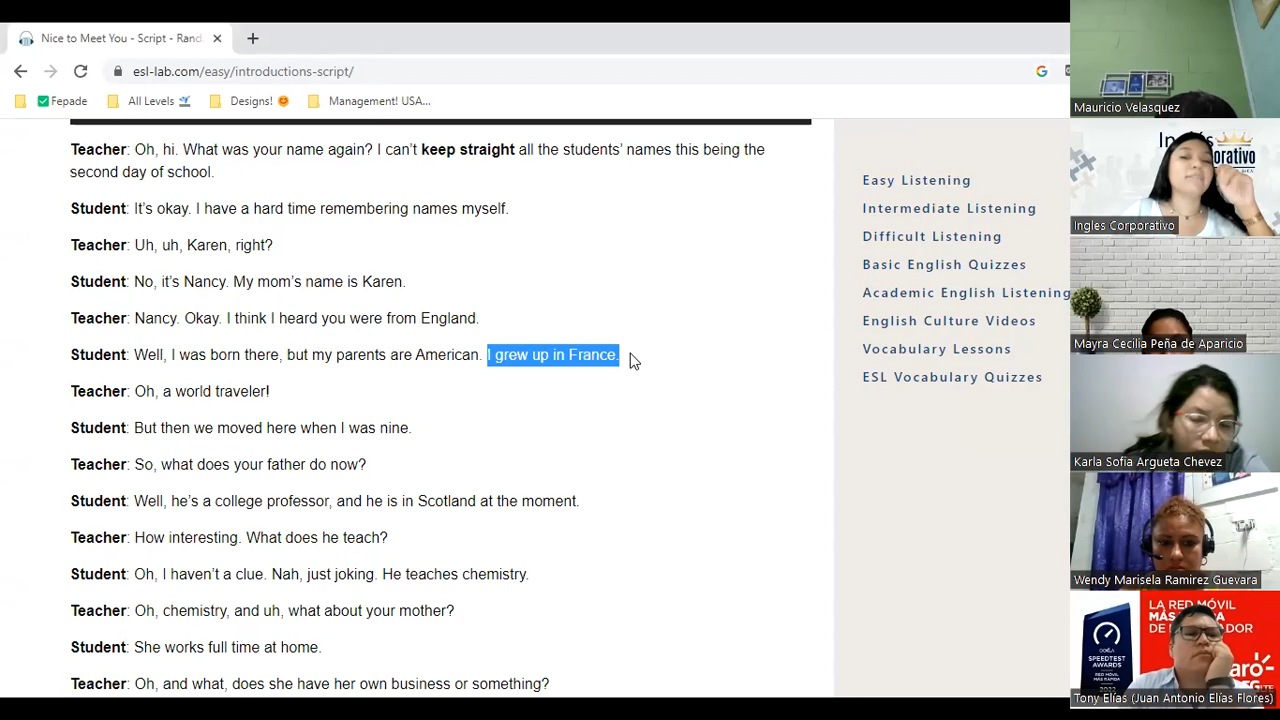 Nice to Meet You - Script - Rand
esl-lab.com/easy/introductions-script/
Fepade
All Levels
Designs!
Management! USA...
Teacher: Oh, hi. What was your name again? I can't keep straight all the students' names this being the
second day of school.
Student: It's okay. I have a hard time remembering names myself.
Teacher: Uh, uh, Karen, right?
Student: No, it's Nancy. My mom's name is Karen.
Teacher: Nancy. Okay. I think I heard you were from England.
Student: Well, I was born there, but my parents are American. I grew up in France.
Teacher: Oh, a world traveler!
Student: But then we moved here when I was nine.
Teacher: So, what does your father do now?
Student: Well, he's a college professor, and he is in Scotland at the moment.
Teacher: How interesting. What does he teach?
Student: Oh, I haven't a clue. Nah, just joking. He teaches chemistry.
Teacher: Oh, chemistry, and uh, what about your mother?
Student: She works full time at home.
Teacher: Oh, and what, does she have her own business or something?
Easy Listening
Intermediate Listening
Difficult Listening
Basic English Quizzes
Academic English Listening
English Culture Videos
Vocabulary Lessons
ESL Vocabulary Quizzes
Mauricio Velasquez
Inglés
Ingles Corporativo
Mayra Cecilia Peña de Aparicio
Karla Sofia Argueta Chevez
Wendy Marisela Ramirez Guevara
LA RED MÓVIL
MÁS
SPEEDTEST
AWARDS
Tony Elías (Juan Antonio Elías Flores)